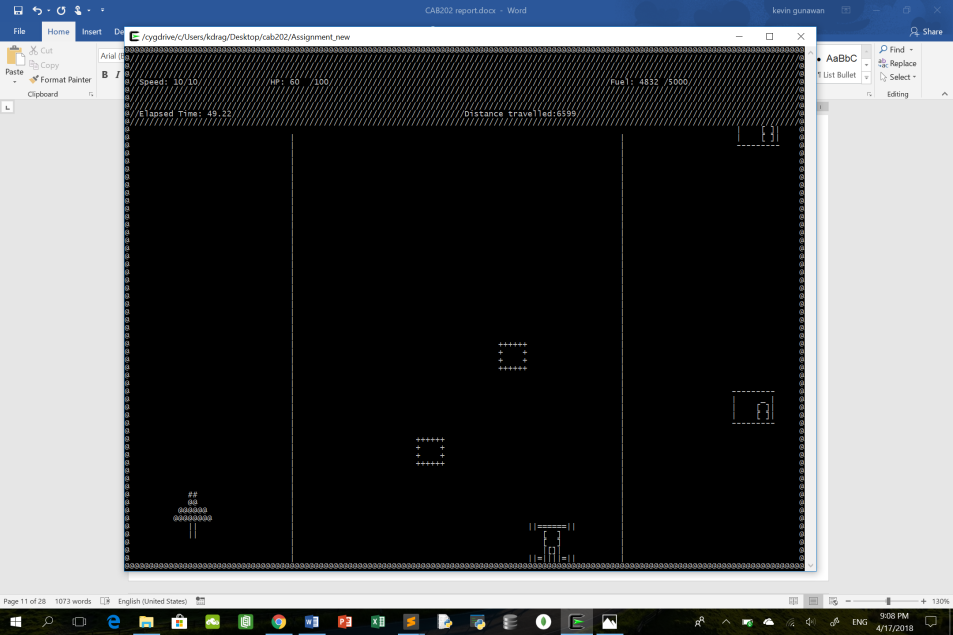 CAB202 report.docx - Word
kevin gunawan
File Home Insert De
Share
Paste
Cut
Copy
Format Painter
Clipboard
Arial (B
B I
/cygdrive/c/Users/kdrag/Desktop/cab202/Assignment_new
AaBbC
1 List Bullet
Find
Replace
Select
Editing
Speed: 10/10 HP: 60 /100 Fuel: 4832 /5000
Elapsed Time: 49.22 Distance travelled:6599
Page 11 of 28 1073 words English (United States) 130%
ENG
9:08 PM
4/17/2018